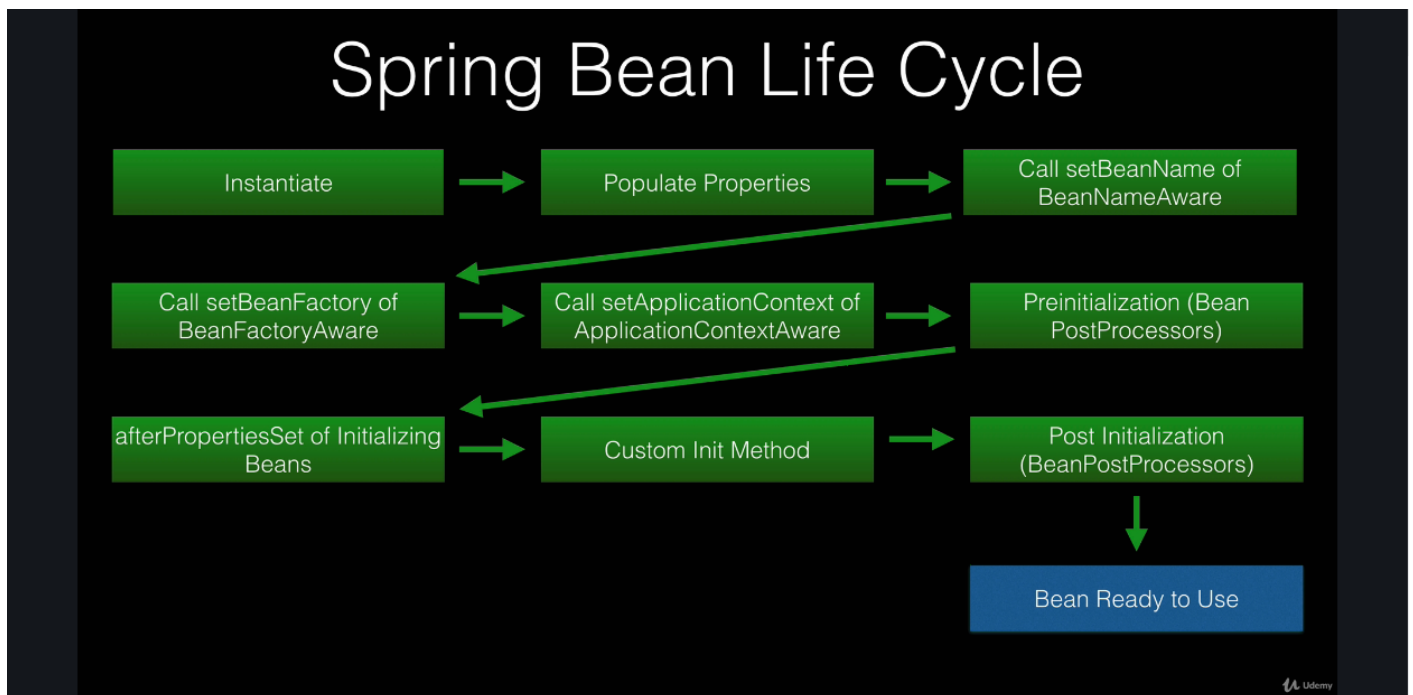 Spring Bean Life Cycle
Instantiate
Populate Properties
Call setBeanName of
BeanNameAware
Call setBeanFactory of
BeanFactoryAware
Call setApplicationContext of
ApplicationContextAware
Preinitialization (Bean
PostProcessors)
afterPropertiesSet of Initializing
Beans
Custom Init Method
Post Initialization
(BeanPostProcessors)
Bean Ready to Use
Udemy